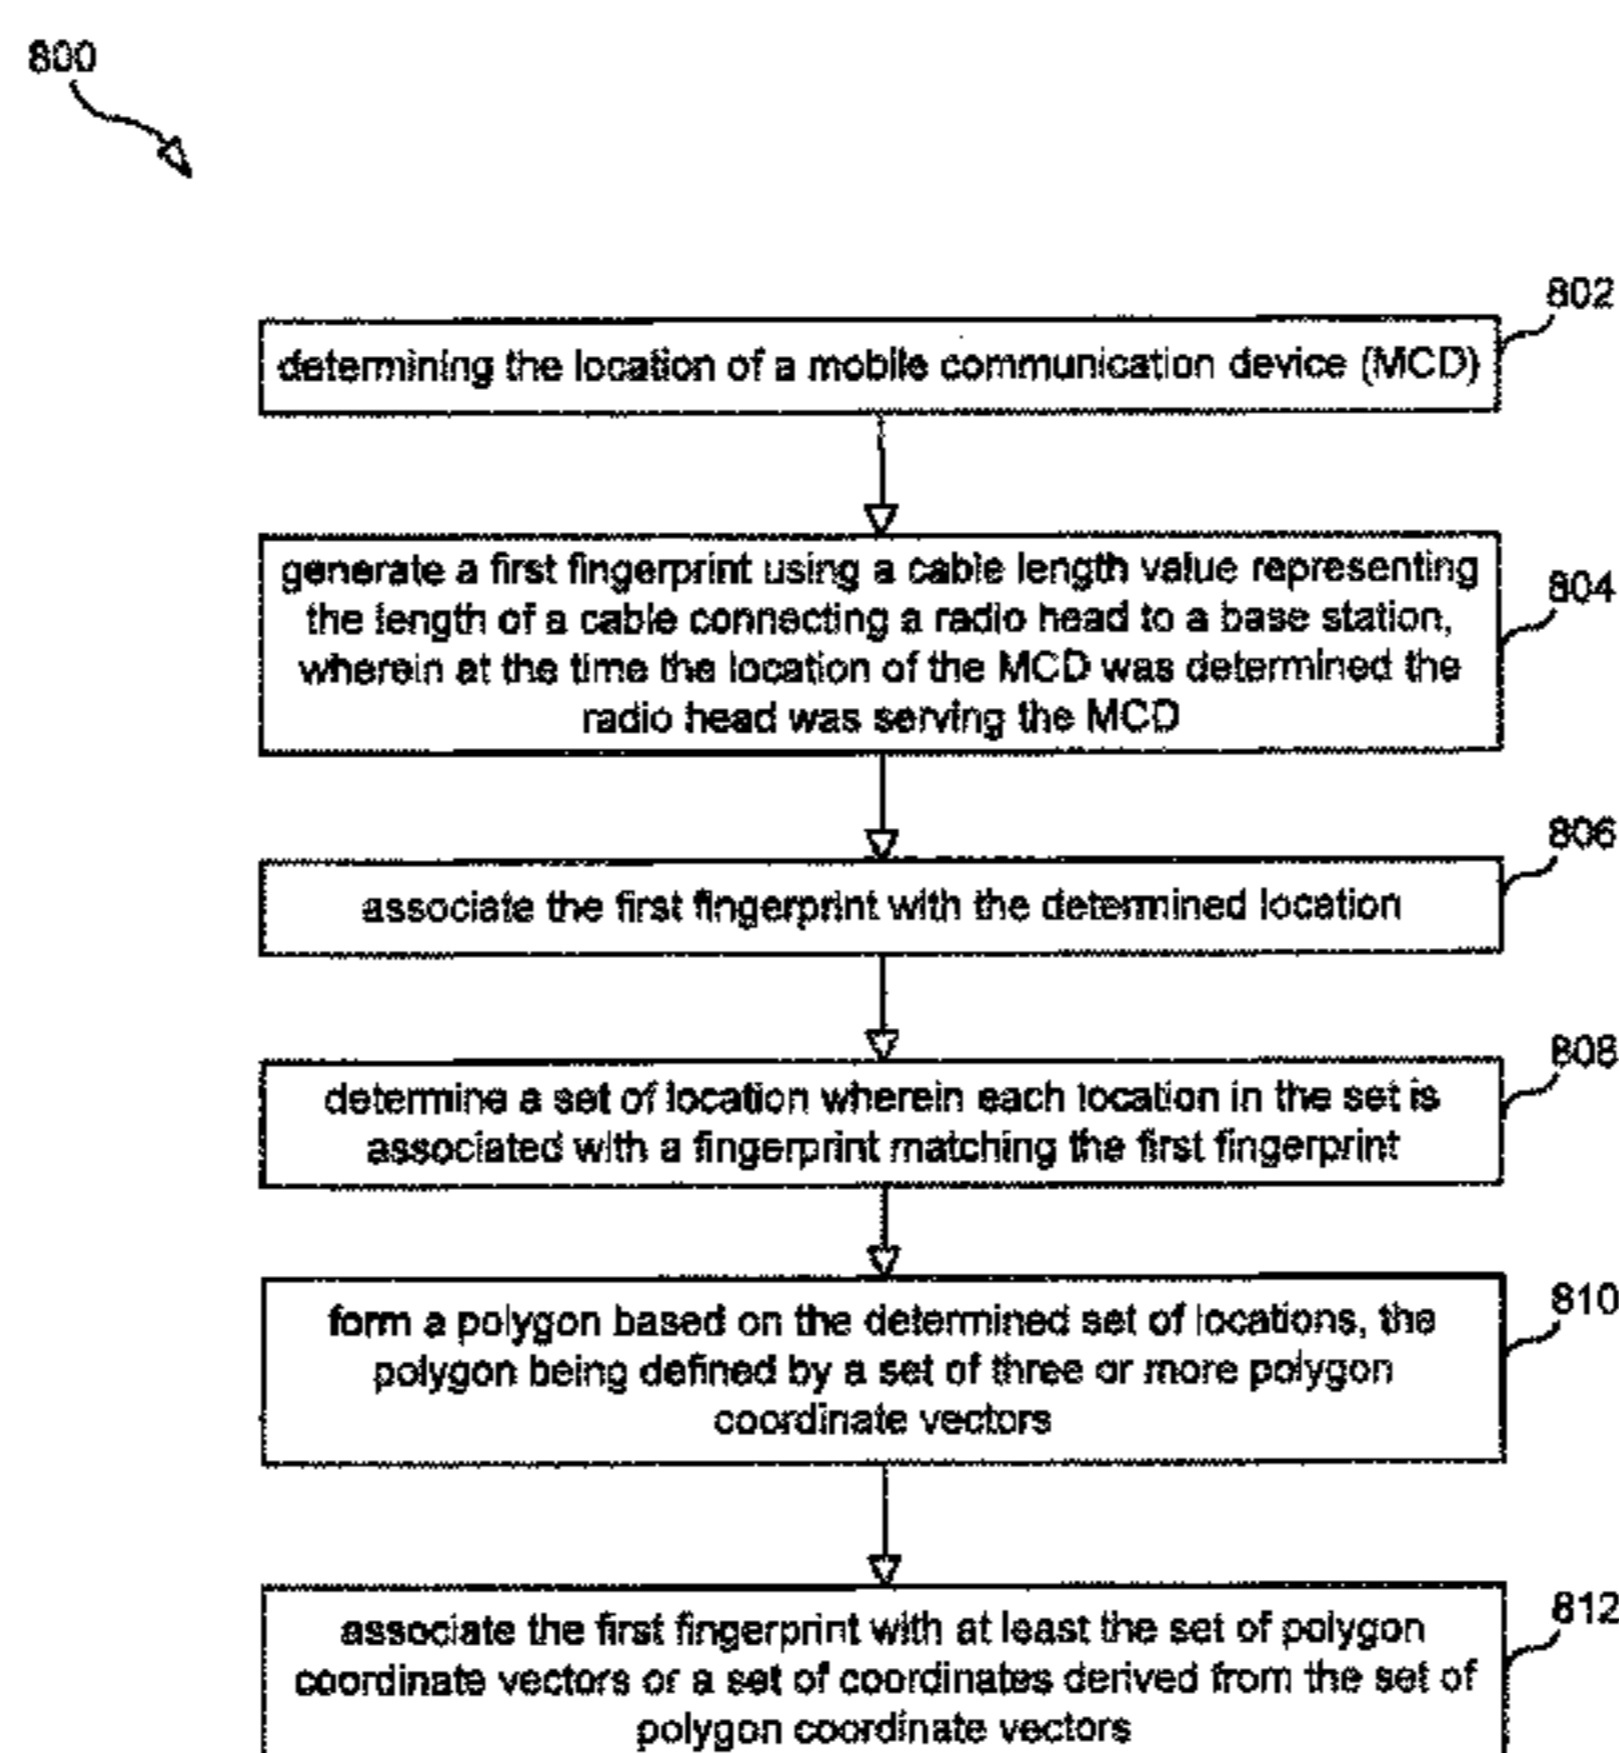 800
802
determining the location of a mobile communication device (MCD)
804
generate a first fingerprint using a cable length value representing
the length of a cable connecting a radio head to a base station,
wherein at the time the location of the MCD was determined the
radio head was serving the MCD
806
associate the first fingerprint with the determined location
808
determine a set of location wherein each location in the set is
associated with a fingerprint matching the first fingerprint
810
form a polygon based on the determined set of locations, the
polygon being defined by a set of three or more polygon
coordinate vectors
812
associate the first fingerprint with at least the set of polygon
coordinate vectors or a set of coordinates derived from the set of
polygon coordinate vectors